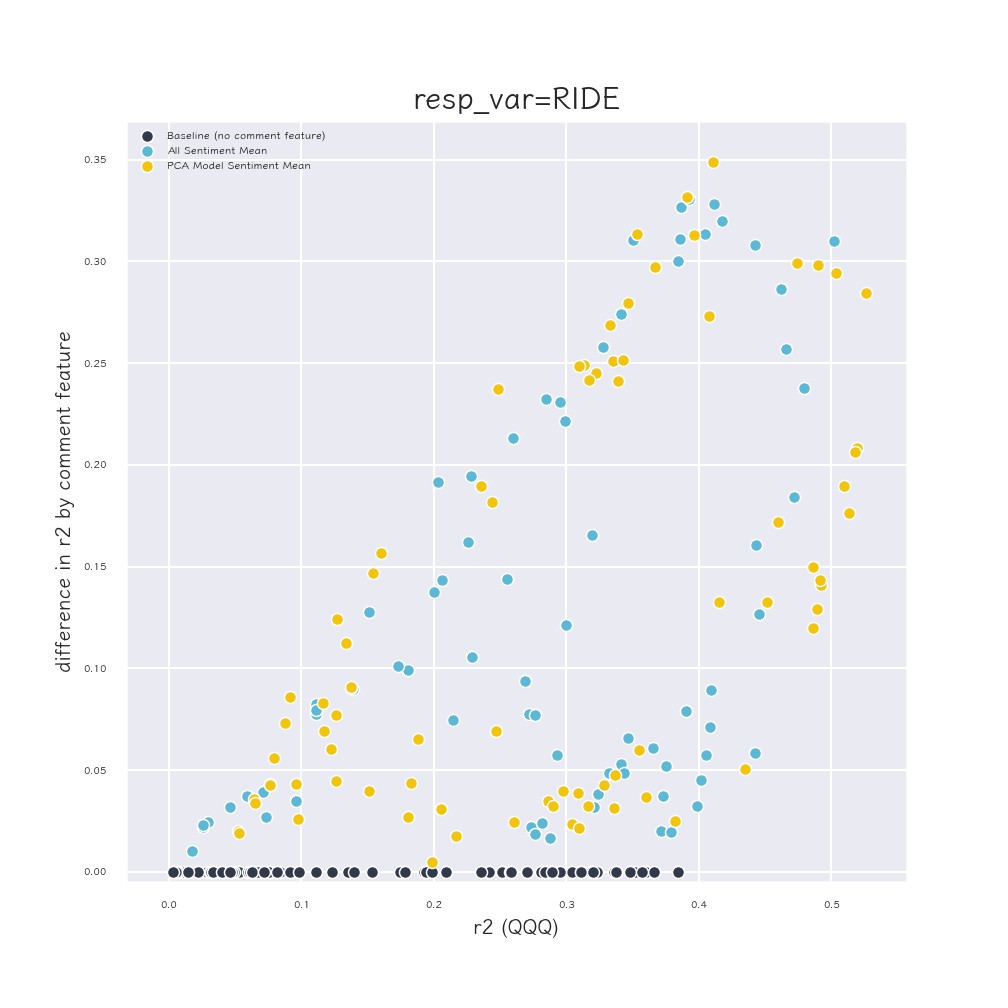 resp_var=RIDE
Baseline (no comment feature)
All Sentiment Mean
PCA Model Sentiment Mean
difference in r2 by comment feature
0.35
0.30
0.25
0.20
0.15
0.10
0.05
0.00
0.0 0.1 0.2 0.3 0.4 0.5
r2 (QQQ)